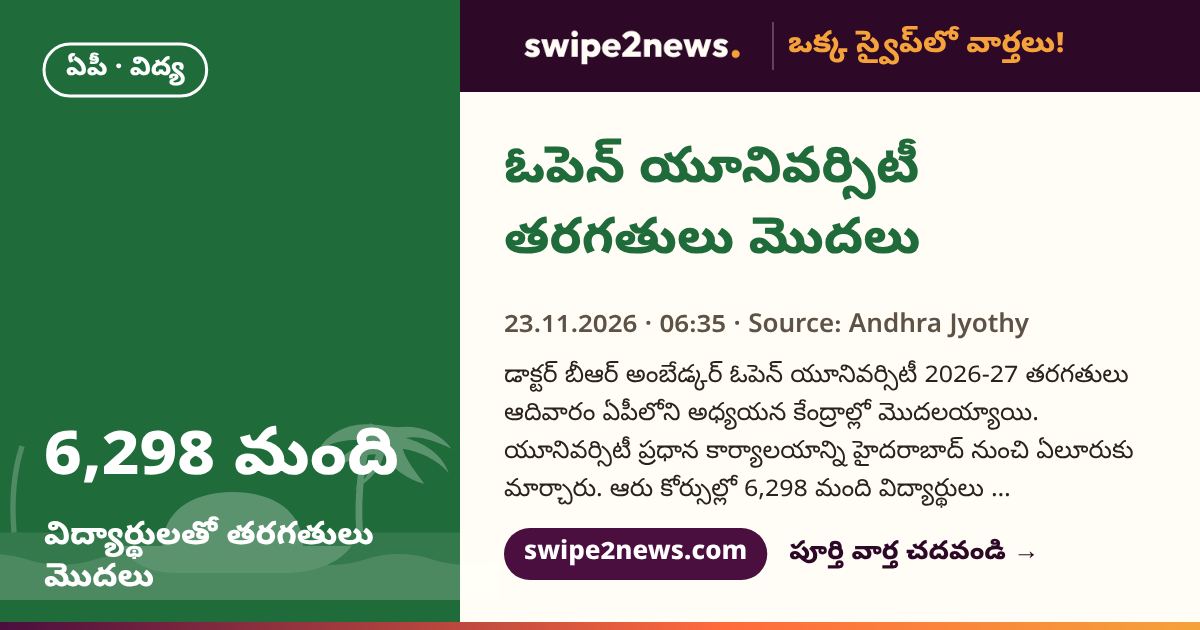 ఏపీ · విద్య
6,298 మంది
విద్యార్థులతో తరగతులు
మొదలు
swipe2news.
ఒక్క స్వైప్‌లో వార్తలు!
ఓపెన్ యూనివర్సిటీ
తరగతులు మొదలు
23.11.2026 · 06:35 · Source: Andhra Jyothy
డాక్టర్ బీఆర్ అంబేడ్కర్ ఓపెన్ యూనివర్సిటీ 2026-27 తరగతులు
ఆదివారం ఏపీలోని అధ్యయన కేంద్రాల్లో మొదలయ్యాయి.
యూనివర్సిటీ ప్రధాన కార్యాలయాన్ని హైదరాబాద్ నుంచి ఏలూరుకు
మార్చారు. ఆరు కోర్సుల్లో 6,298 మంది విద్యార్థులు ...
swipe2news.com
పూర్తి వార్త చదవండి →